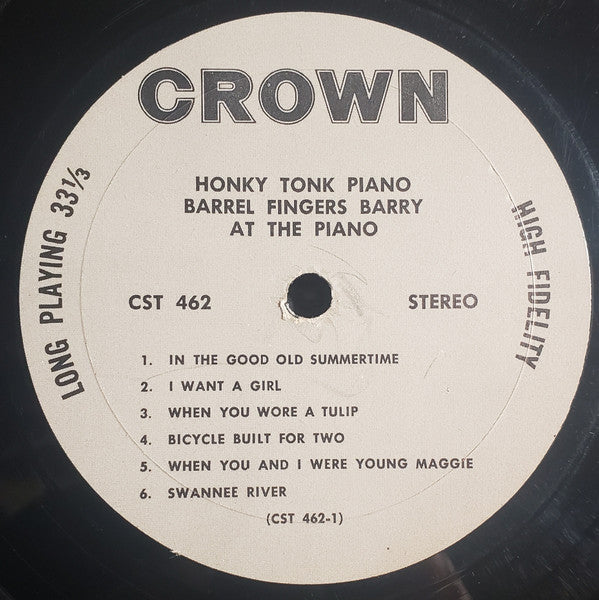 CROWN
HONKY TONK PIANO
BARREL FINGERS BARRY
AT THE PIANO
LONG PLAYING 33⅓
HIGH FIDELITY
CST 462
STEREO
1. IN THE GOOD OLD SUMMERTIME
2. I WANT A GIRL
3. WHEN YOU WORE A TULIP
4. BICYCLE BUILT FOR TWO
5. WHEN YOU AND I WERE YOUNG MAGGIE
6. SWANNEE RIVER
(CST 462-1)